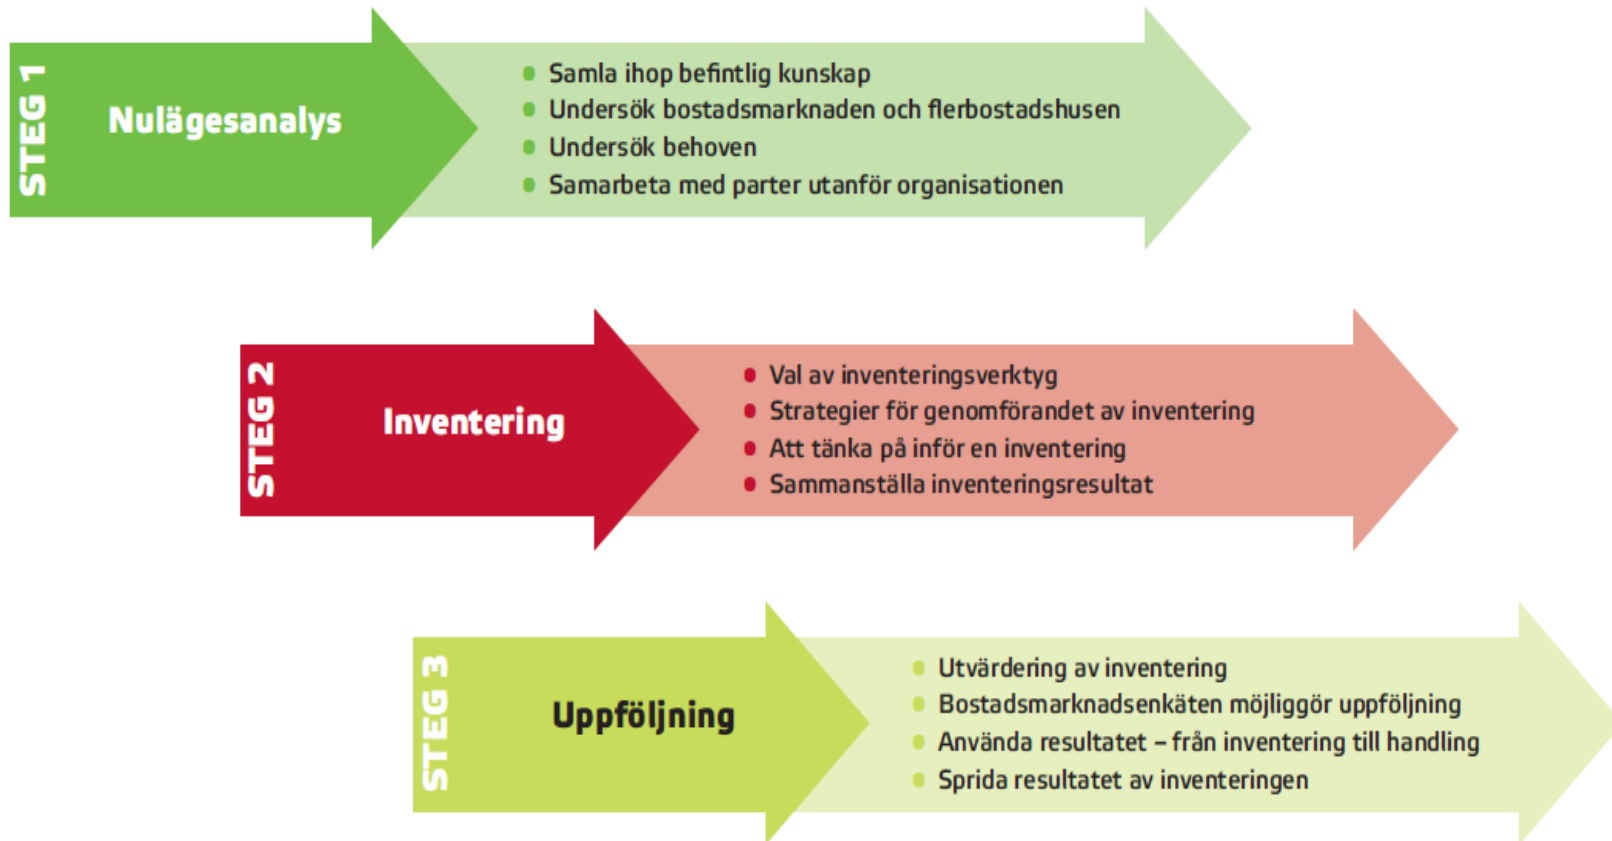 STEG 1
Nulägesanalys
Samla ihop befintlig kunskap
Undersök bostadsmarknaden och flerbostadshusen
Undersök behoven
Samarbeta med parter utanför organisationen
STEG 2
Inventering
Val av inventeringsverktyg
Strategier för genomförandet av inventering
Att tänka på inför en inventering
Sammanställa inventeringsresultat
STEG 3
Uppföljning
Utvärdering av inventering
Bostadsmarknadsenkäten möjliggör uppföljning
Använda resultatet – från inventering till handling
Sprida resultatet av inventeringen